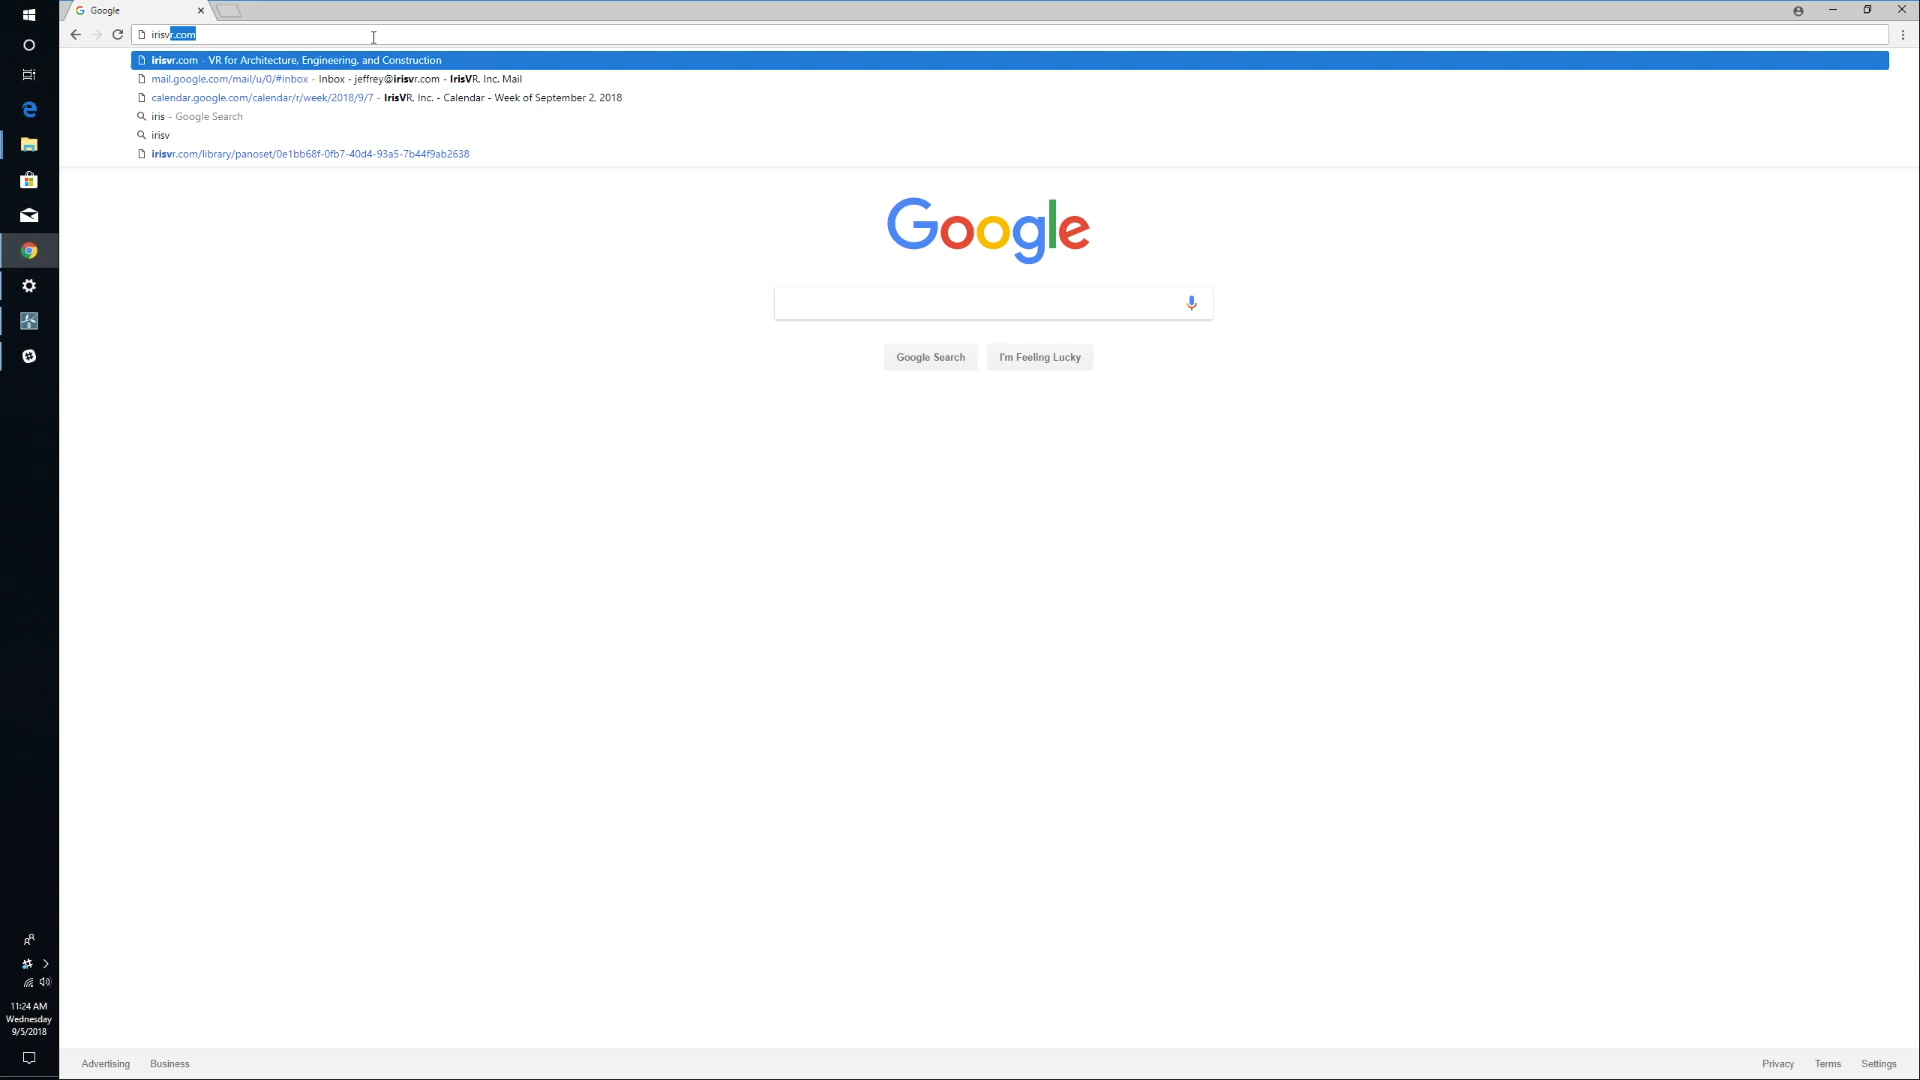 Google
irisvr.com
irisvr.com - VR for Architecture, Engineering, and Construction
mail.google.com/mail/u/0/#inbox - Inbox - jeffrey@irisvr.com - IrisVR, Inc. Mail
calendar.google.com/calendar/r/week/2018/9/7 - IrisVR, Inc. - Calendar - Week of September 2, 2018
iris - Google Search
irisv
irisvr.com/library/panoset/0e1bb68f-0fb7-40d4-93a5-7b44f9ab2638
Google
Google Search
I'm Feeling Lucky
11:24 AM
Wednesday
9/5/2018
Advertising
Business
Privacy
Terms
Settings